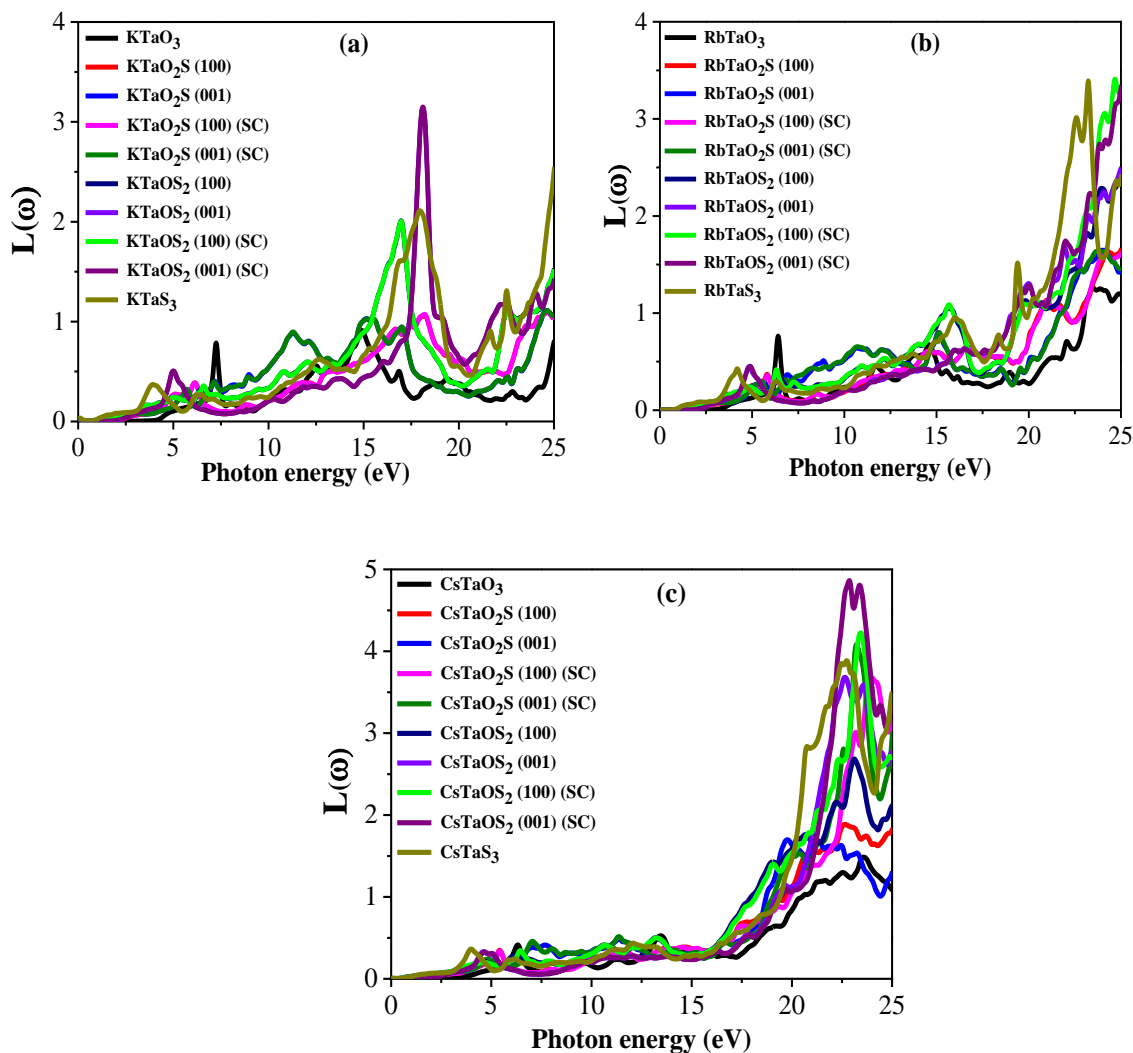 (a)
L(ω)
4
3
2
1
0
KTaO₃
KTaO₂S (100)
KTaO₂S (001)
KTaO₂S (100) (SC)
KTaO₂S (001) (SC)
KTaOS₂ (100)
KTaOS₂ (001)
KTaOS₂ (100) (SC)
KTaOS₂ (001) (SC)
KTaS₃
0 5 10 15 20 25
Photon energy (eV)
(b)
L(ω)
4
3
2
1
0
RbTaO₃
RbTaO₂S (100)
RbTaO₂S (001)
RbTaO₂S (100) (SC)
RbTaO₂S (001) (SC)
RbTaOS₂ (100)
RbTaOS₂ (001)
RbTaOS₂ (100) (SC)
RbTaOS₂ (001) (SC)
RbTaS₃
0 5 10 15 20 25
Photon energy (eV)
(c)
L(ω)
5
4
3
2
1
0
CsTaO₃
CsTaO₂S (100)
CsTaO₂S (001)
CsTaO₂S (100) (SC)
CsTaO₂S (001) (SC)
CsTaOS₂ (100)
CsTaOS₂ (001)
CsTaOS₂ (100) (SC)
CsTaOS₂ (001) (SC)
CsTaS₃
0 5 10 15 20 25
Photon energy (eV)